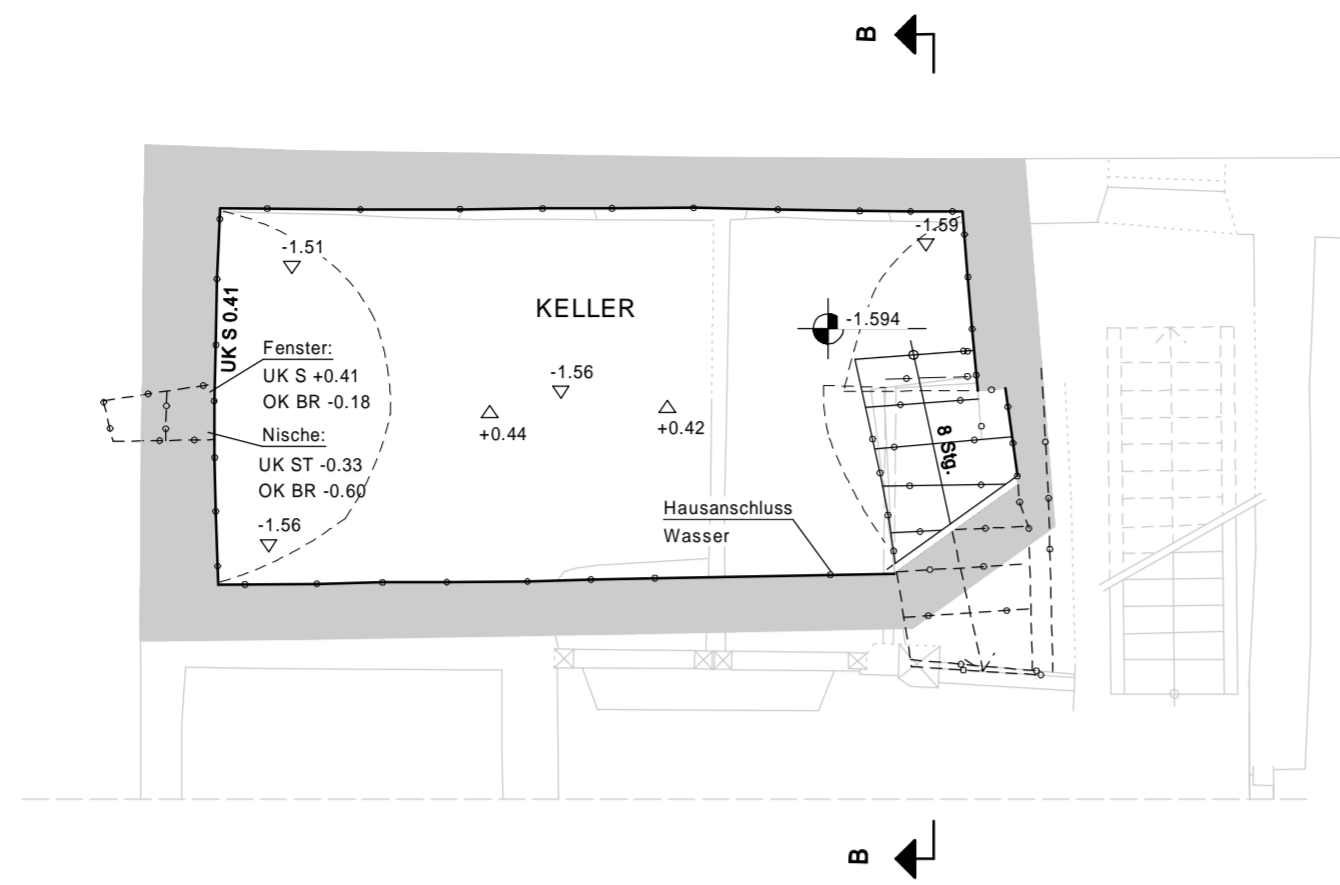 B
-1.51
-1.59
UK S 0.41
KELLER
-1.594
Fenster:
UK S +0.41
OK BR -0.18
-1.56
+0.44
+0.42
Nische:
UK ST -0.33
OK BR -0.60
8 Stg.
-1.56
Hausanschluss
Wasser
B